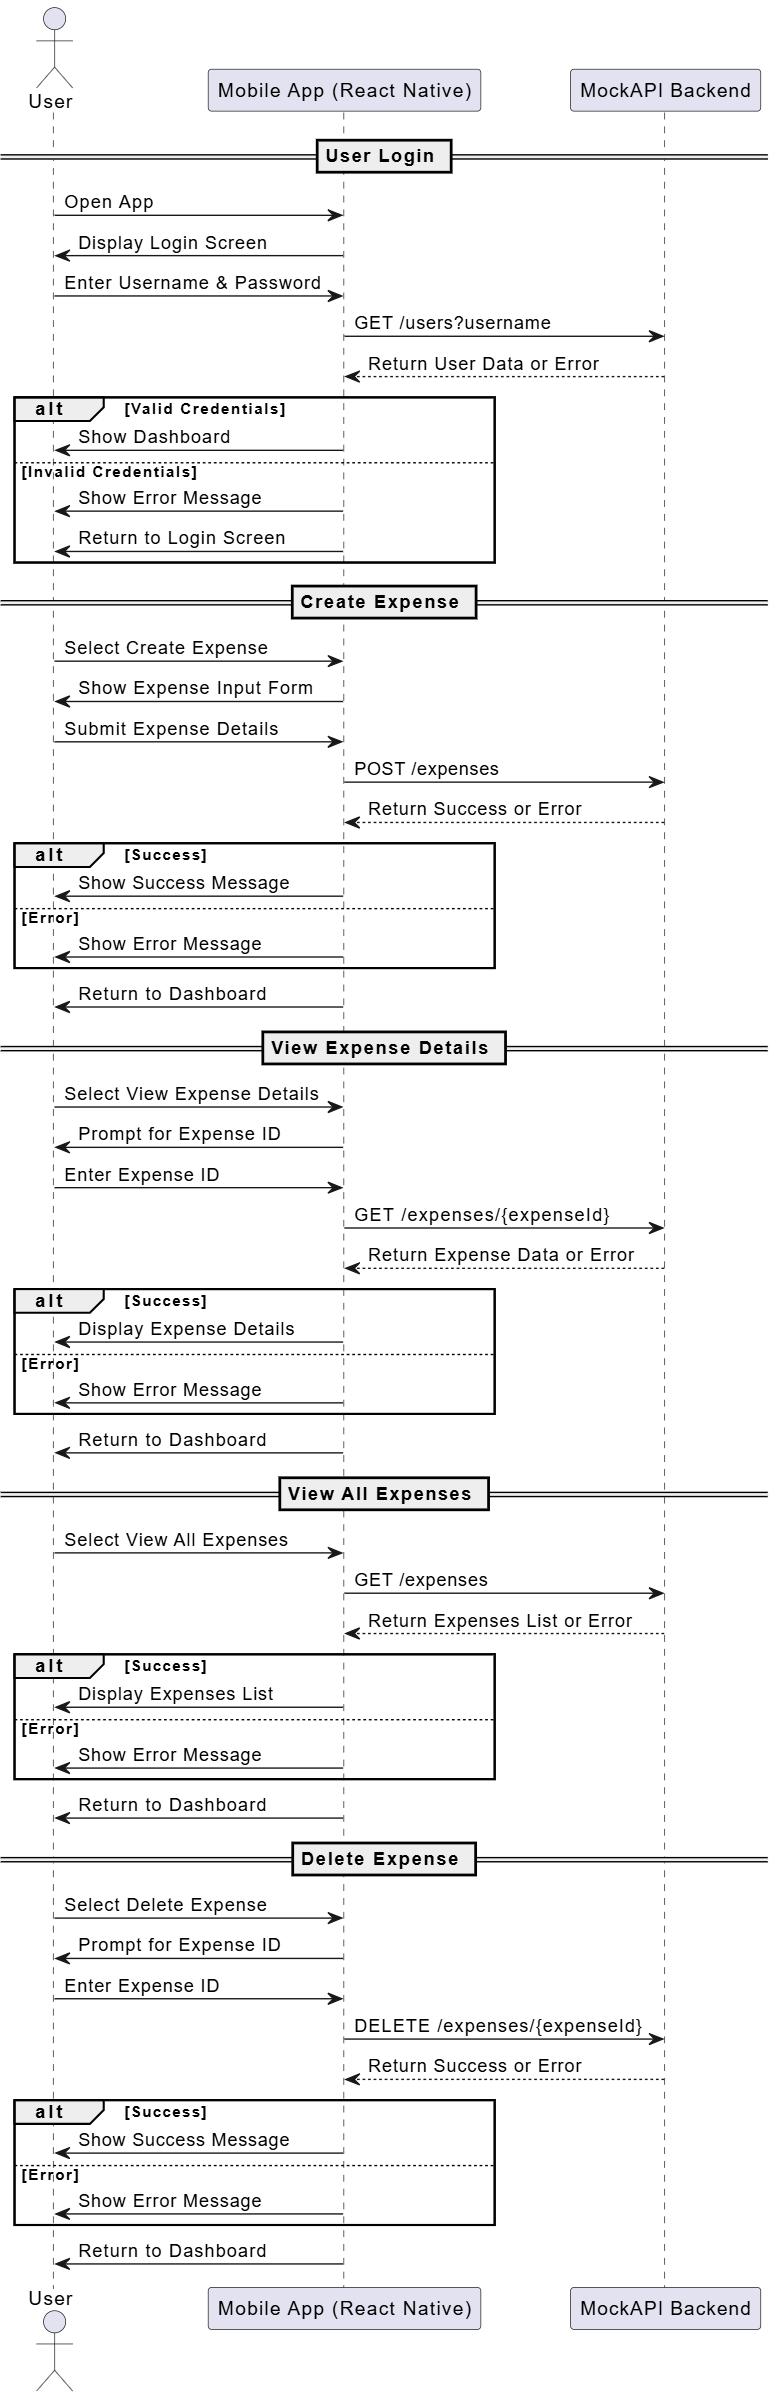 User
Mobile App (React Native)
MockAPI Backend
User Login
Open App
Display Login Screen
Enter Username & Password
GET /users?username
Return User Data or Error
alt
[Valid Credentials]
Show Dashboard
[Invalid Credentials]
Show Error Message
Return to Login Screen
Create Expense
Select Create Expense
Show Expense Input Form
Submit Expense Details
POST /expenses
Return Success or Error
alt
[Success]
Show Success Message
[Error]
Show Error Message
Return to Dashboard
View Expense Details
Select View Expense Details
Prompt for Expense ID
Enter Expense ID
GET /expenses/{expenseId}
Return Expense Data or Error
alt
[Success]
Display Expense Details
[Error]
Show Error Message
Return to Dashboard
View All Expenses
Select View All Expenses
GET /expenses
Return Expenses List or Error
alt
[Success]
Display Expenses List
[Error]
Show Error Message
Return to Dashboard
Delete Expense
Select Delete Expense
Prompt for Expense ID
Enter Expense ID
DELETE /expenses/{expenseId}
Return Success or Error
alt
[Success]
Show Success Message
[Error]
Show Error Message
Return to Dashboard
User
Mobile App (React Native)
MockAPI Backend